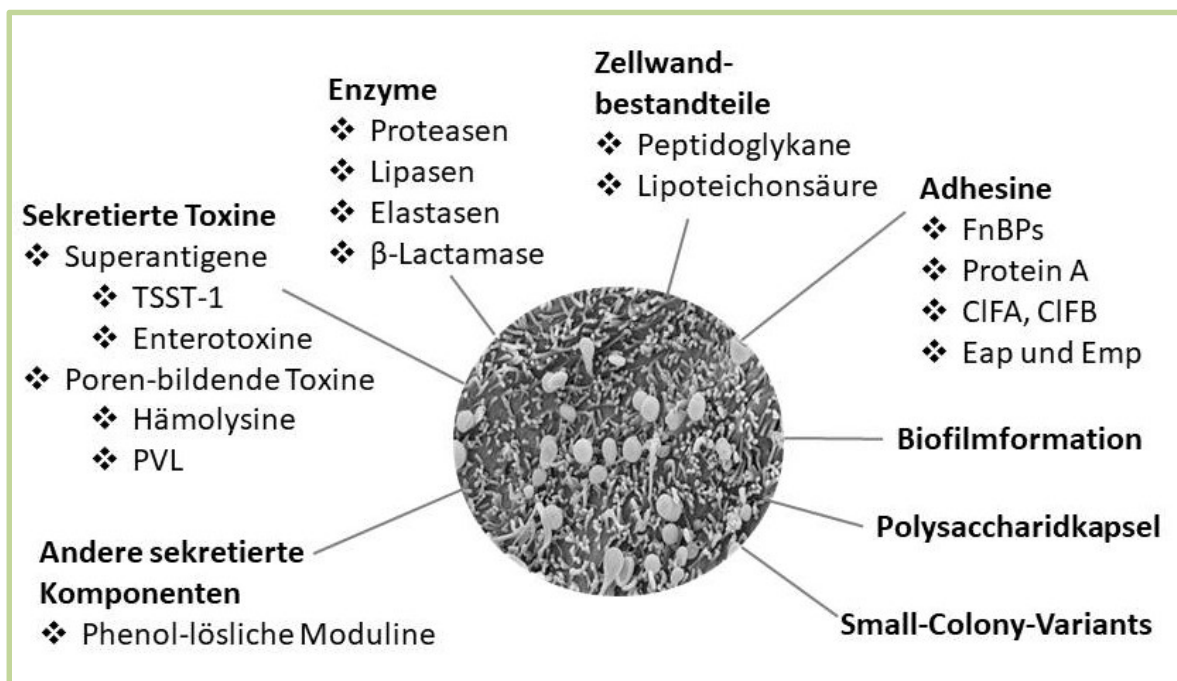 Zellwand-
bestandteile
❖ Peptidoglykane
❖ Lipoteichonsäure
Enzyme
❖ Proteasen
❖ Lipasen
❖ Elastasen
❖ β-Lactamase
Adhesine
❖ FnBPs
❖ Protein A
❖ ClFA, ClFB
❖ Eap und Emp
Sekretierte Toxine
❖ Superantigene
❖ TSST-1
❖ Enterotoxine
❖ Poren-bildende Toxine
❖ Hämolysine
❖ PVL
Biofilmformation
Polysaccharidkapsel
Small-Colony-Variants
Andere sekretierte
Komponenten
❖ Phenol-lösliche Moduline